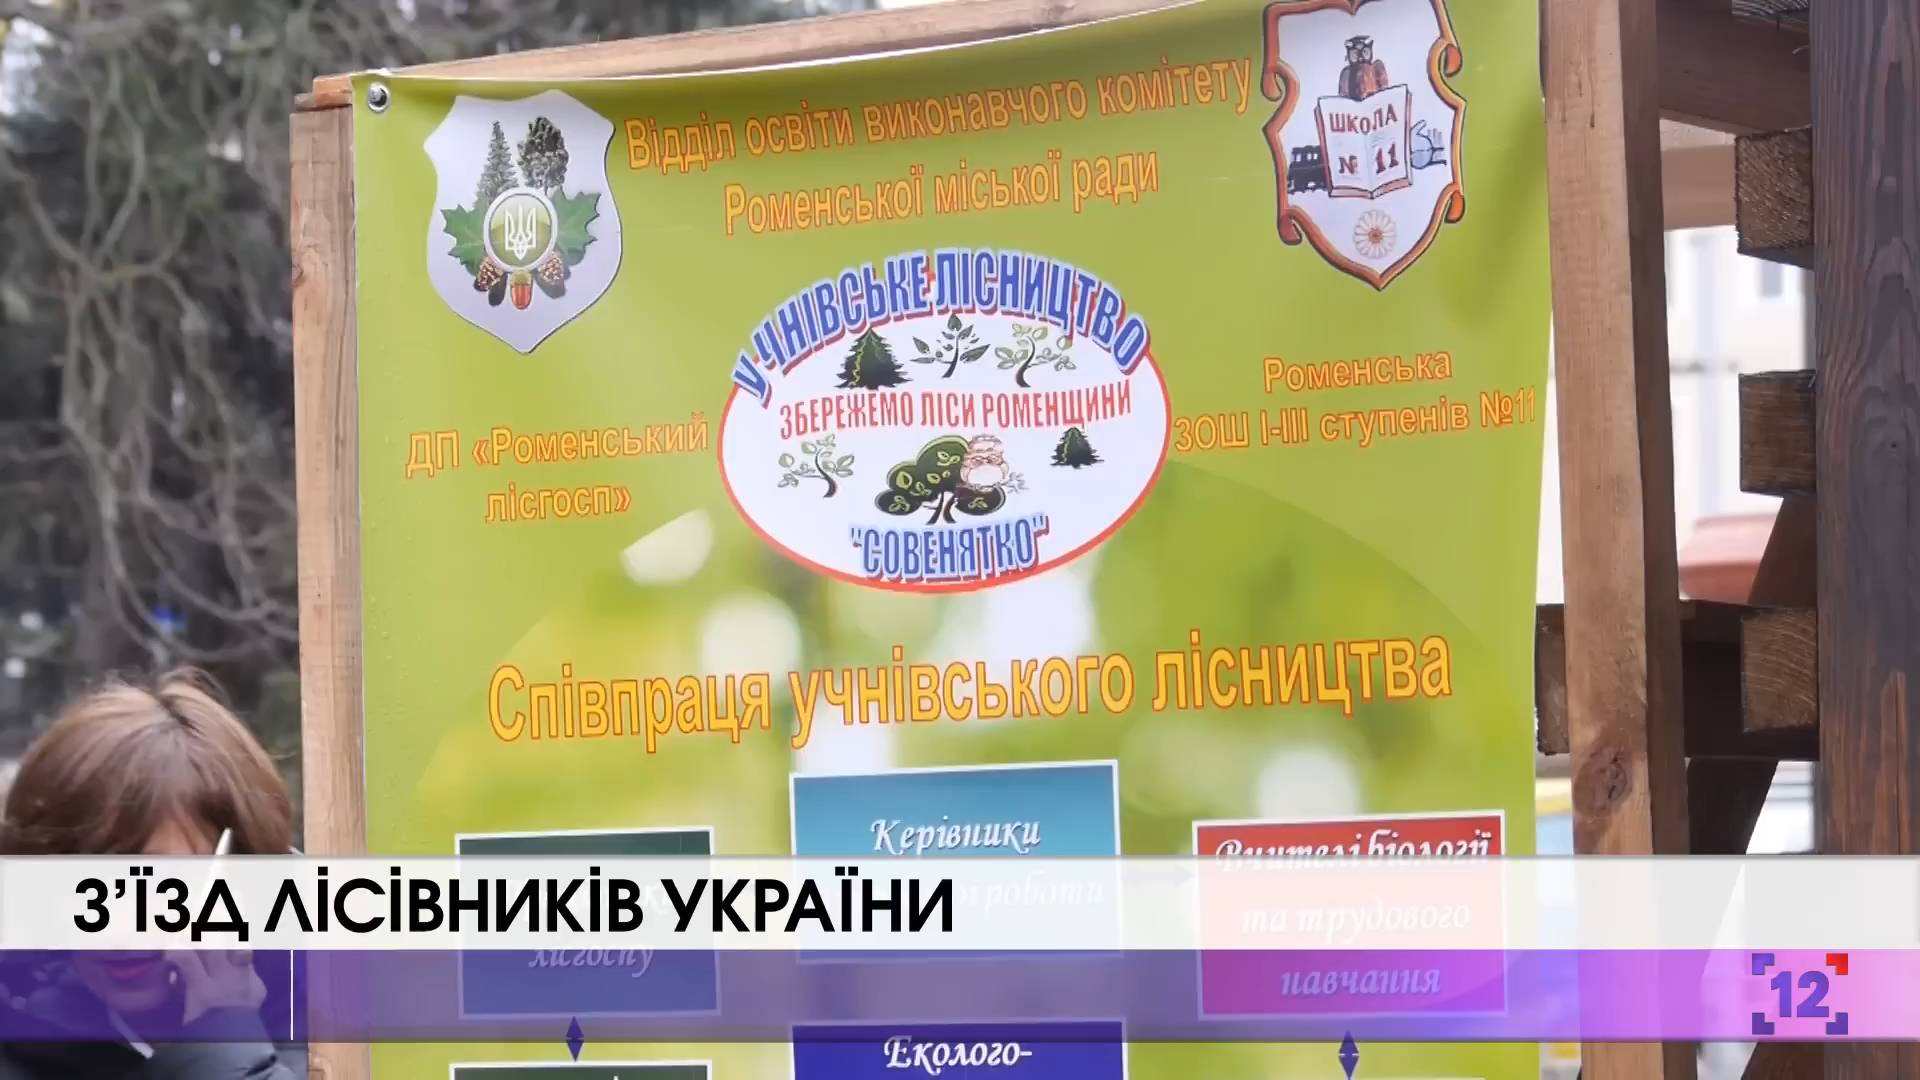 Відділ освіти виконавчого комітету
Роменської міської ради
ШКОЛА
№ 11
УЧНІВСЬКЕ ЛІСНИЦТВО
ЗБЕРЕЖЕМО ЛІСИ РОМЕНЩИНИ
"СОВЕНЯТКО"
ДП «Роменський
лісгосп»
Роменська
ЗОШ І-ІІІ ступенів №11
Співпраця учнівського лісництва
Керівники
роботи
лісгоспу
Вчителі біології
та трудового
навчання
Еколого-
З’ЇЗД ЛІСІВНИКІВ УКРАЇНИ
12